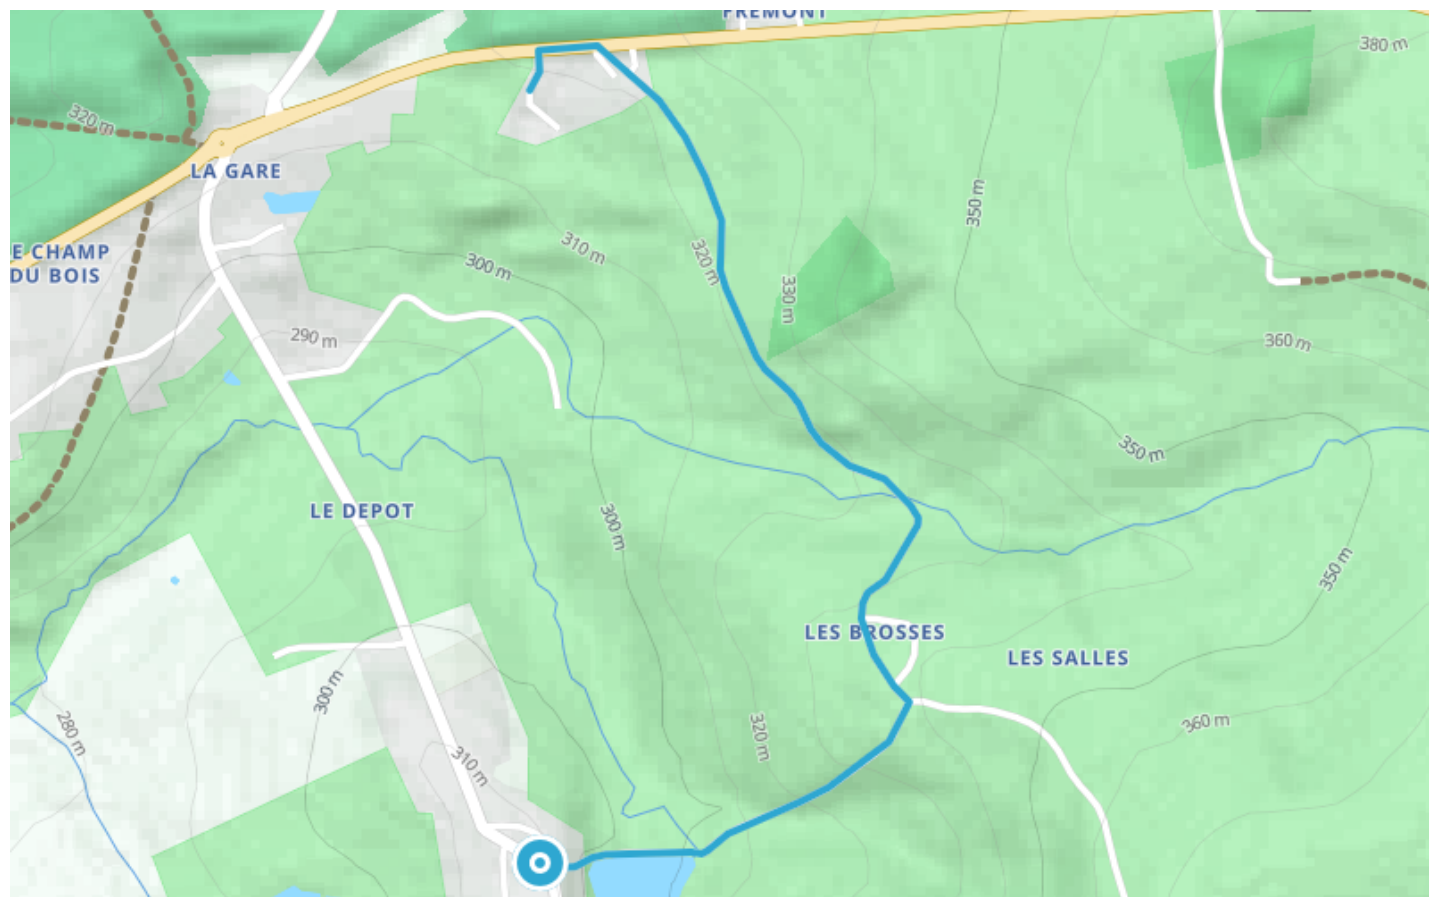 FREMONT
380 m
320 m
LA GARE
350 m
E CHAMP
DU BOIS
310 m
320 m
300 m
330 m
290 m
360 m
350 m
LE DEPOT
300 m
350 m
LES BROSSES
LES SALLES
300 m
280 m
320 m
360 m
310 m